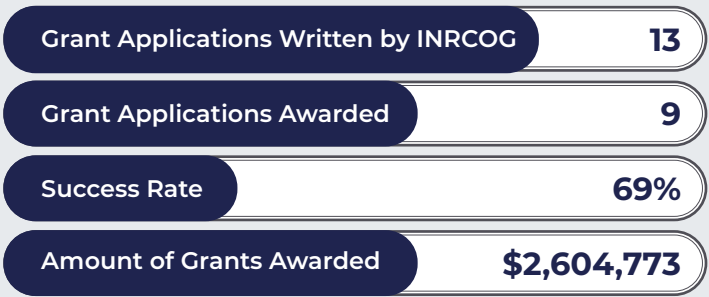 Grant Applications Written by INRCOG 13
Grant Applications Awarded 9
Success Rate 69%
Amount of Grants Awarded $2,604,773